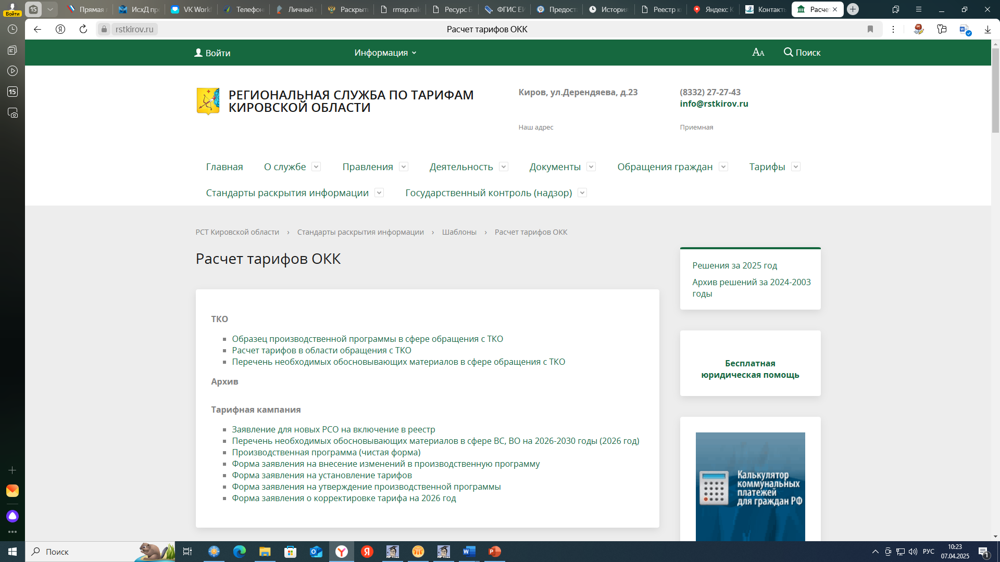 Войти
15
Прямая
ИсхД пр
VK Work
Телефон
Личный
Раскрыт
rmsp.nal
Ресурс Б
ФГИС ЕИ
Предост
История
Реестр к
Яндекс К
Контакть
Расчет
rstkirov.ru
Расчет тарифов ОКК
15
Войти
Информация
AA
Поиск
РЕГИОНАЛЬНАЯ СЛУЖБА ПО ТАРИФАМ
КИРОВСКОЙ ОБЛАСТИ
Киров, ул.Дерендяева, д.23
Наш адрес
(8332) 27-27-43
info@rstkirov.ru
Приемная
Главная
О службе
Правления
Деятельность
Документы
Обращения граждан
Тарифы
Стандарты раскрытия информации
Государственный контроль (надзор)
РСТ Кировской области › Стандарты раскрытия информации › Шаблоны › Расчет тарифов ОКК
Расчет тарифов ОКК
ТКО
Образец производственной программы в сфере обращения с ТКО
Расчет тарифов в области обращения с ТКО
Перечень необходимых обосновывающих материалов в сфере обращения с ТКО
Архив
Тарифная кампания
Заявление для новых РСО на включение в реестр
Перечень необходимых обосновывающих материалов в сфере ВС, ВО на 2026-2030 годы (2026 год)
Производственная программа (чистая форма)
Форма заявления на внесение изменений в производственную программу
Форма заявления на установление тарифов
Форма заявления на утверждение производственной программы
Форма заявления о корректировке тарифа на 2026 год
Решения за 2025 год
Архив решений за 2024-2003
годы
Бесплатная
юридическая помощь
Калькулятор
коммунальных
платежей
для граждан РФ
Поиск
РУС
10:23
07.04.2025
1